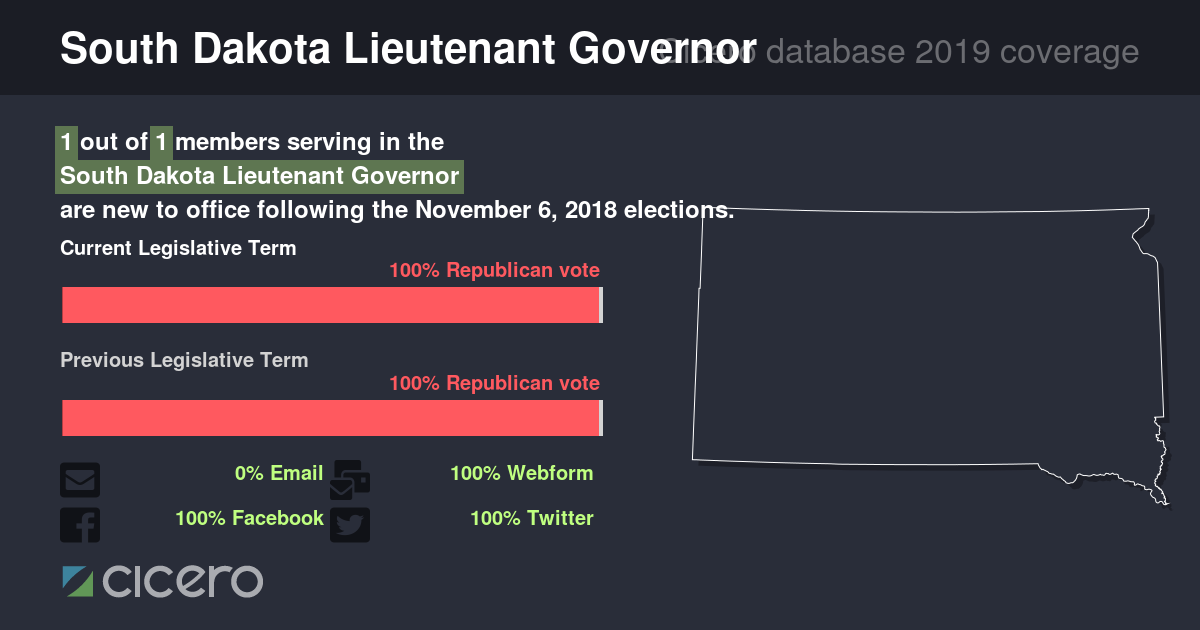 South Dakota Lieutenant Governor
Cicero database 2019 coverage
1 out of 1 members serving in the
South Dakota Lieutenant Governor
are new to office following the November 6, 2018 elections.
Current Legislative Term
100% Republican vote
Previous Legislative Term
100% Republican vote
0% Email
100% Webform
100% Facebook
100% Twitter
cicero